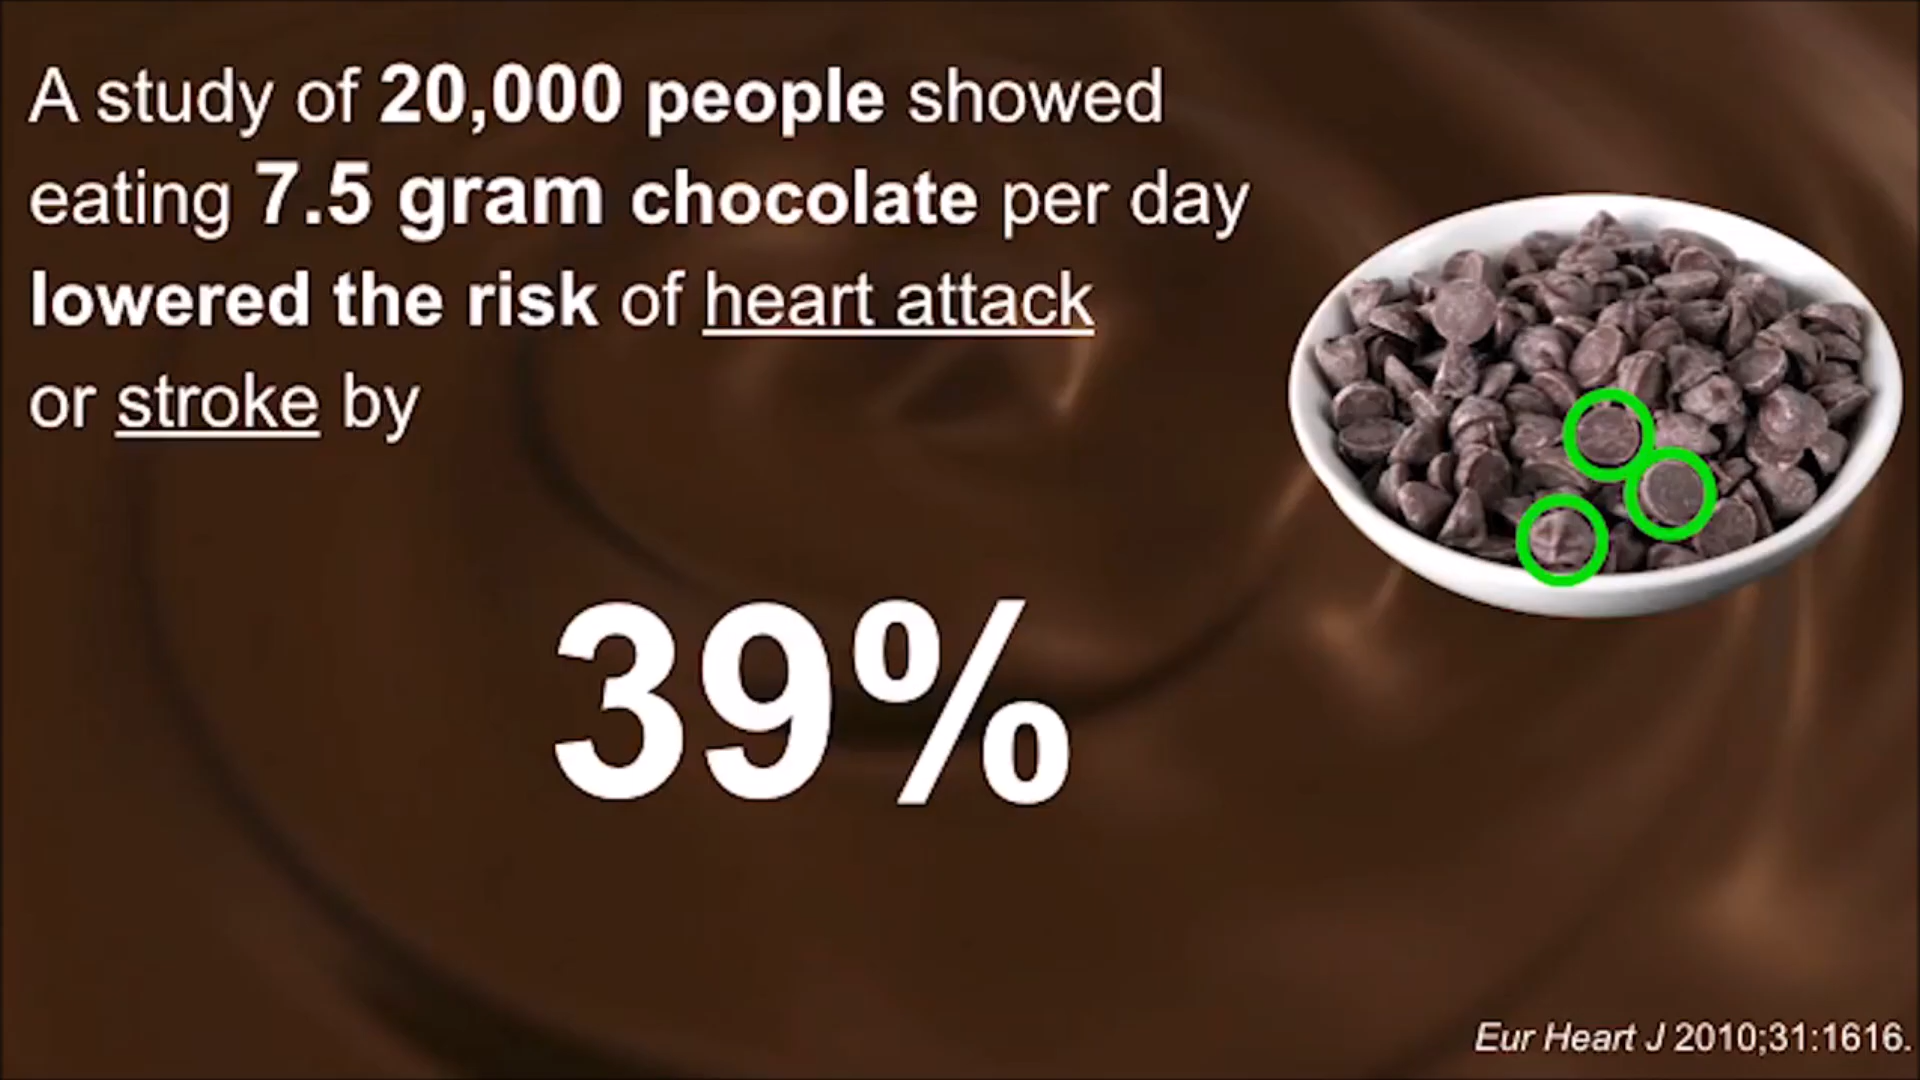 A study of 20,000 people showed
eating 7.5 gram chocolate per day
lowered the risk of heart attack
or stroke by
39%
Eur Heart J 2010;31:1616.